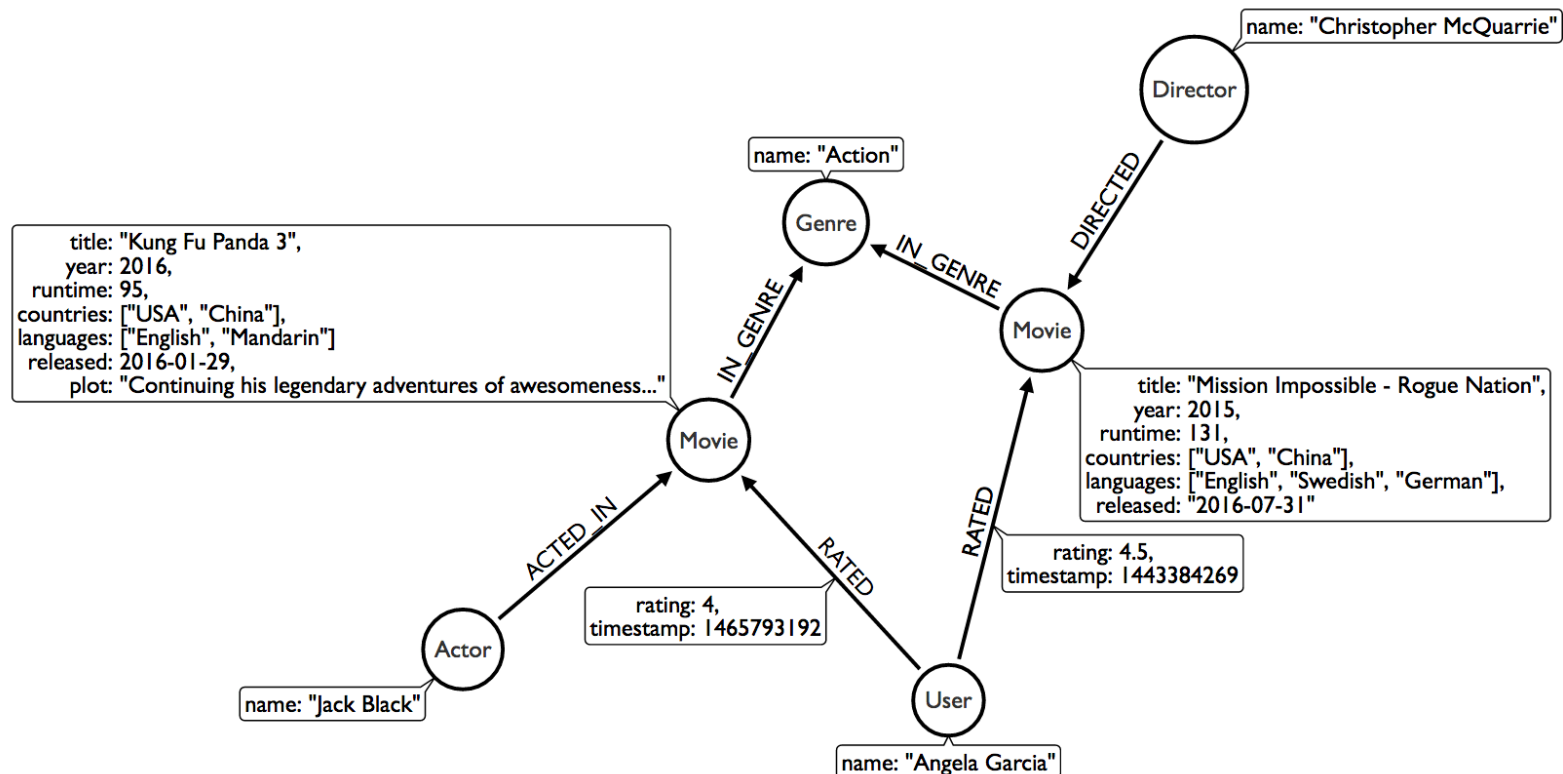 name: "Christopher McQuarrie"
Director
DIRECTED
name: "Action"
Genre
IN_GENRE
IN_GENRE
title: "Kung Fu Panda 3",
year: 2016,
runtime: 95,
countries: ["USA", "China"],
languages: ["English", "Mandarin"]
released: 2016-01-29,
plot: "Continuing his legendary adventures of awesomeness..."
Movie
Movie
title: "Mission Impossible - Rogue Nation",
year: 2015,
runtime: 131,
countries: ["USA", "China"],
languages: ["English", "Swedish", "German"],
released: "2016-07-31"
ACTED_IN
RATED
rating: 4,
timestamp: 1465793192
RATED
rating: 4.5,
timestamp: 1443384269
Actor
name: "Jack Black"
User
name: "Angela Garcia"